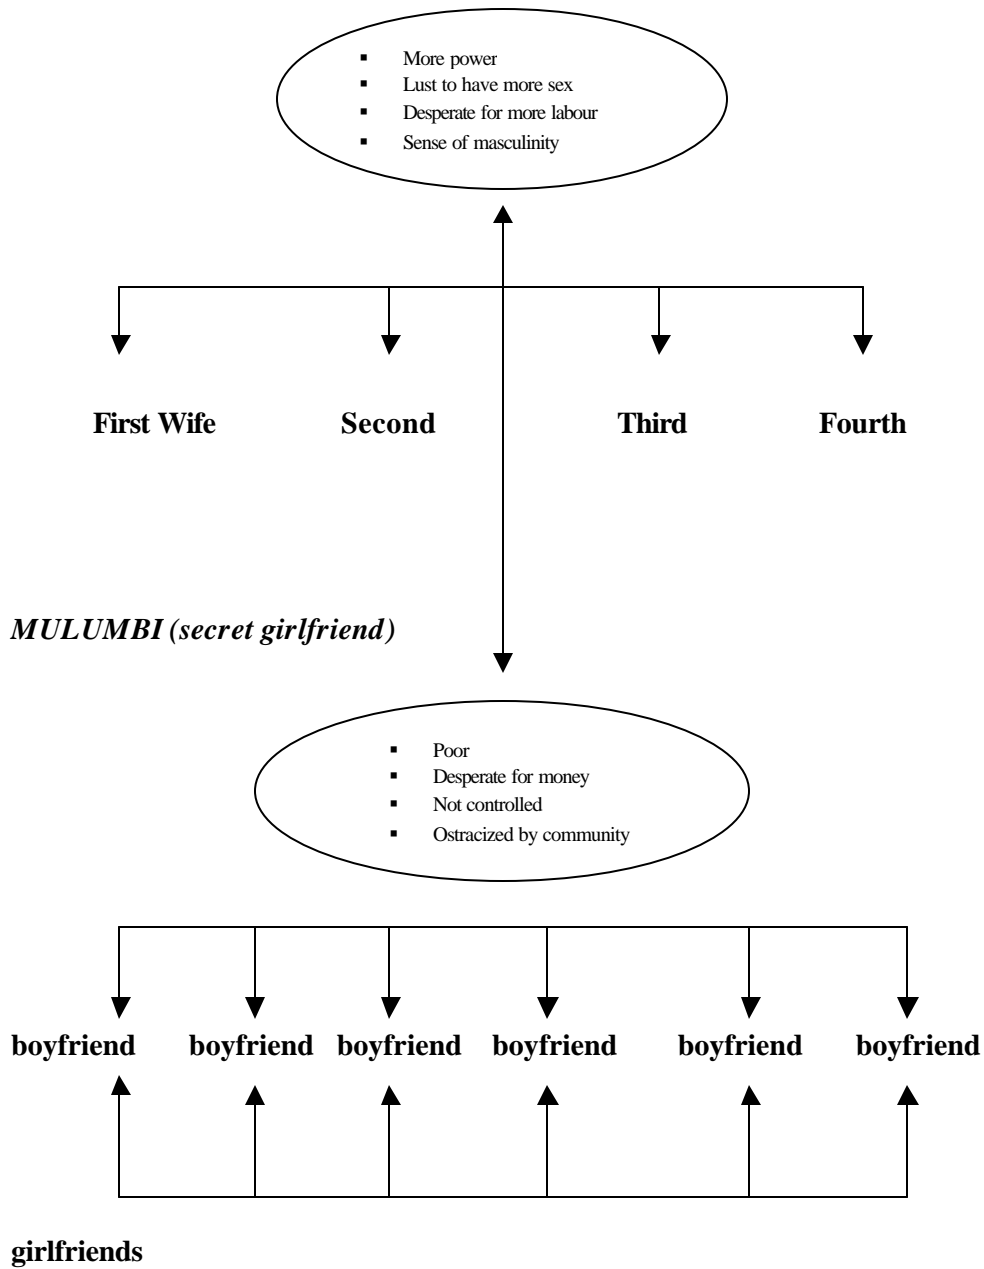 ▪ More power
▪ Lust to have more sex
▪ Desperate for more labour
▪ Sense of masculinity
First Wife Second Third Fourth
MULUMBI (secret girlfriend)
▪ Poor
▪ Desperate for money
▪ Not controlled
▪ Ostracized by community
boyfriend boyfriend boyfriend boyfriend boyfriend boyfriend
girlfriends